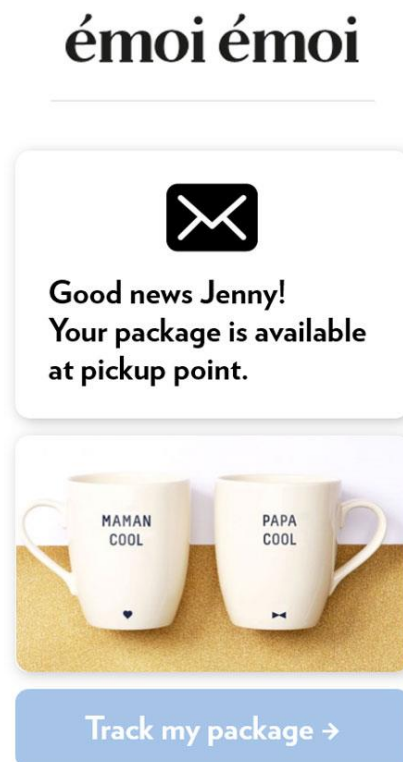 émoi émoi
Good news Jenny!
Your package is available
at pickup point.
MAMAN
COOL
PAPA
COOL
Track my package →